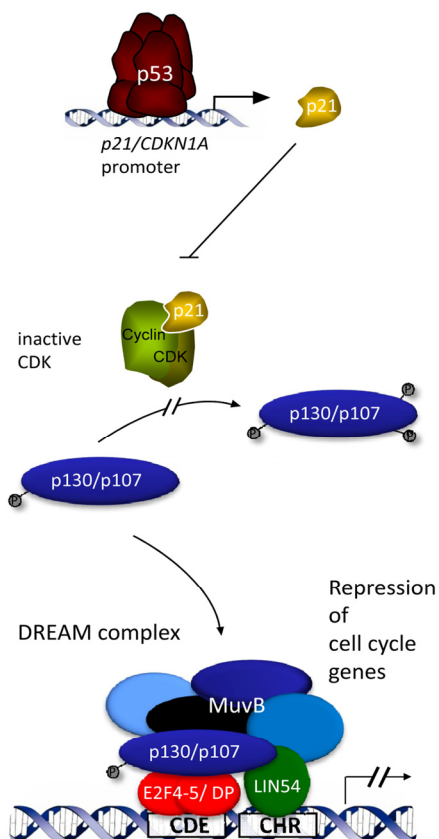 p53
p21
p21/CDKN1A
promoter
p21
Cyclin
CDK
inactive
CDK
p130/p107
P
P
P
p130/p107
P
DREAM complex
Repression
of
cell cycle
genes
MuvB
p130/p107
P
E2F4-5/ DP
LIN54
CDE
CHR